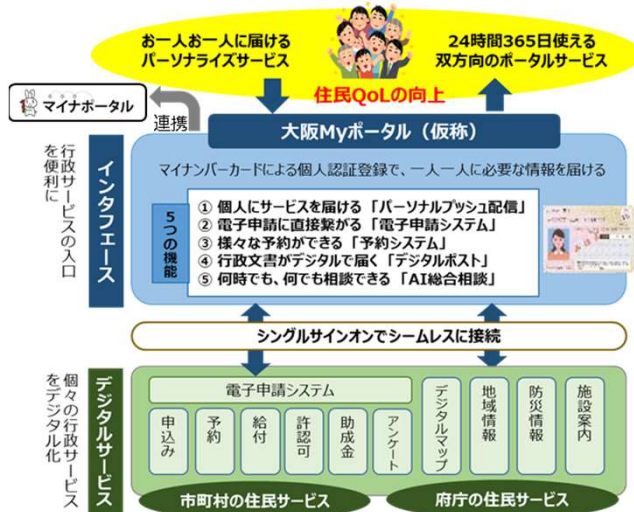 お一人お一人に届ける
パーソナライズサービス
24時間365日使える
双方向のポータルサービス
住民QoLの向上
マイナポータル
連携
大阪Myポータル(仮称)
マイナンバーカードによる個人認証登録で、一人一人に必要な情報を届ける
インタフェース
行政サービスの入口
を便利に
5つの機能
① 個人にサービスを届ける「パーソナルプッシュ配信」
② 電子申請に直接繋がる「電子申請システム」
③ 様々な予約ができる「予約システム」
④ 行政文書がデジタルで届く「デジタルポスト」
⑤ 何時でも、何でも相談できる「AI総合相談」
シングルサインオンでシームレスに接続
デジタルサービス
個々の行政サービス
をデジタル化
電子申請システム
申込み
予約
給付
許認可
助成金
アンケート
デジタルマップ
地域情報
防災情報
施設案内
市町村の住民サービス
府庁の住民サービス